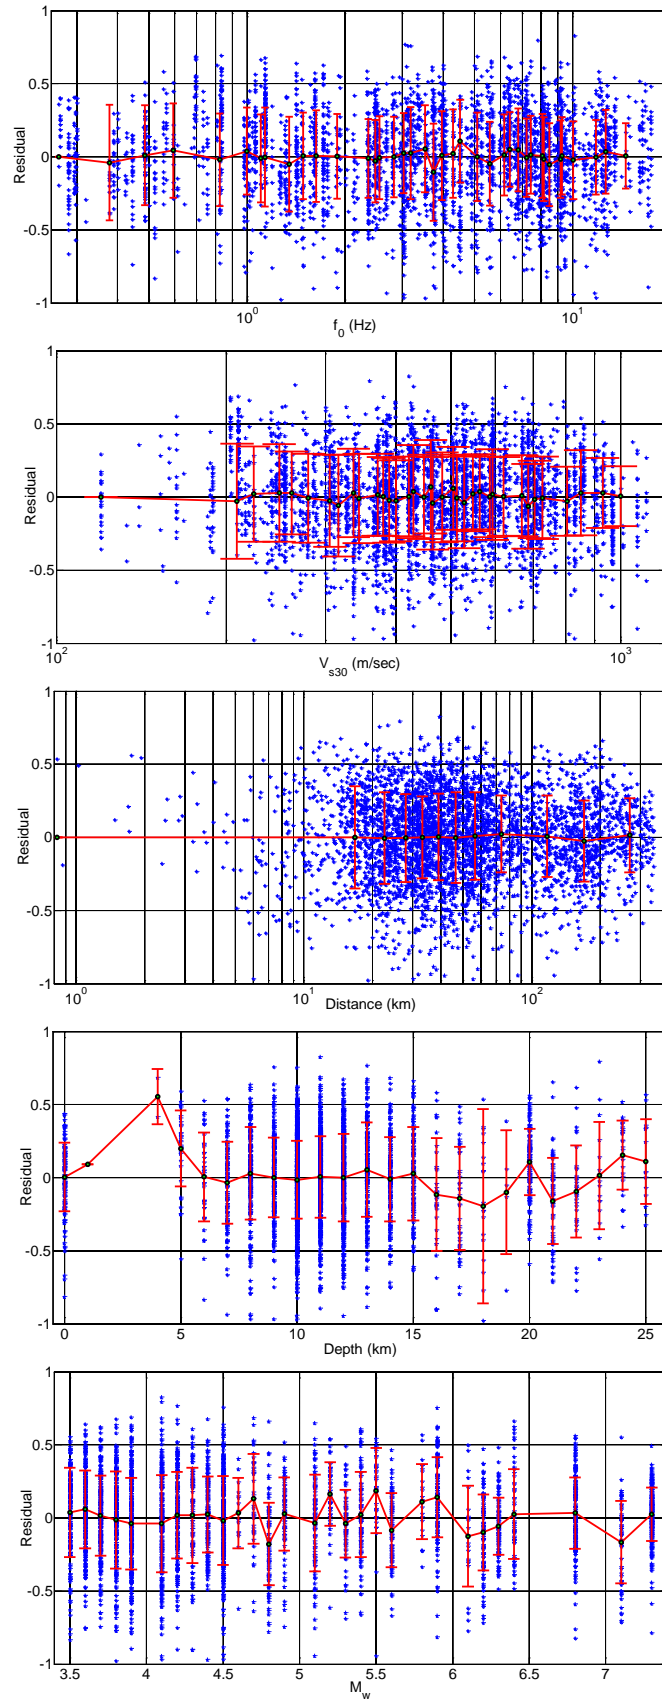 1
0.5
0
-0.5
-1
Residual
10^0 10^1
f_0 (Hz)
1
0.5
0
-0.5
-1
Residual
10^2 10^3
V_s30 (m/sec)
1
0.5
0
-0.5
-1
Residual
10^0 10^1 10^2
Distance (km)
1
0.5
0
-0.5
-1
Residual
0 5 10 15 20 25
Depth (km)
1
0.5
0
-0.5
-1
Residual
3.5 4 4.5 5 5.5 6 6.5 7
M_w